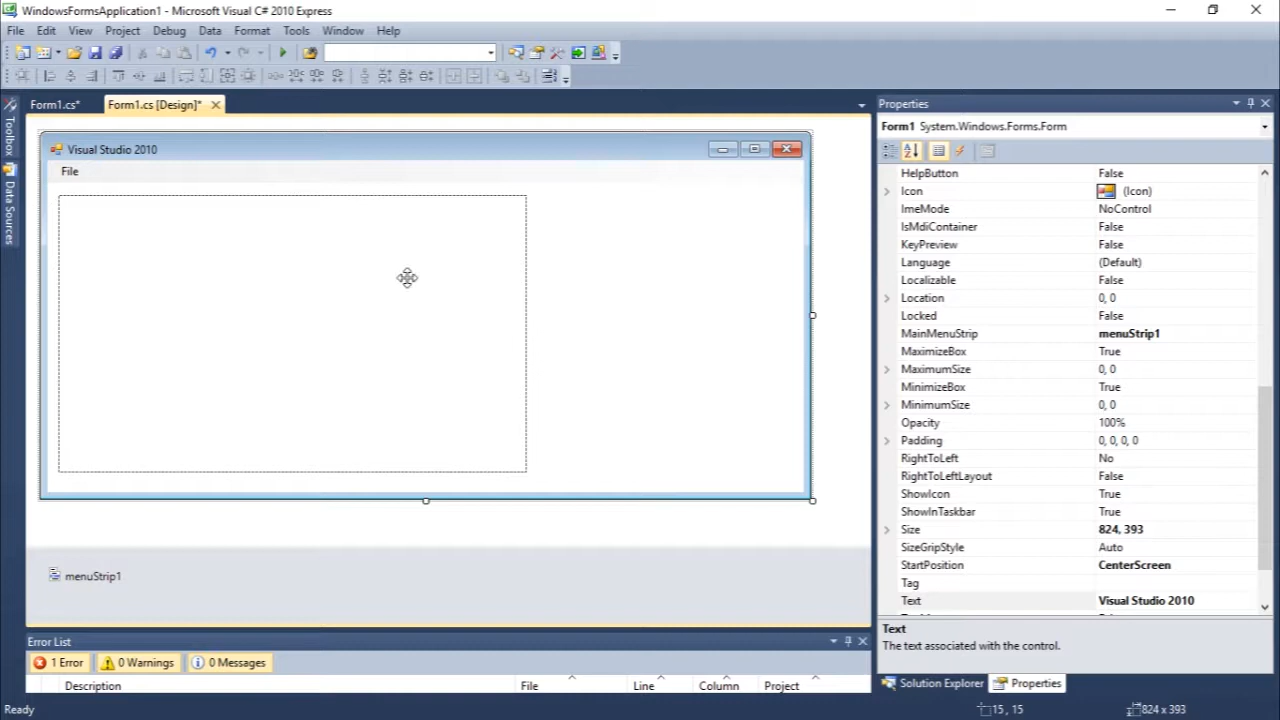 WindowsFormsApplication1 - Microsoft Visual C# 2010 Express
File Edit View Project Debug Data Format Tools Window Help
Form1.cs* Form1.cs [Design]*
Toolbox
Data Sources
Visual Studio 2010
File
menuStrip1
Error List
1 Error 0 Warnings 0 Messages
Description File Line Column Project
Properties
Form1 System.Windows.Forms.Form
HelpButton False
Icon (Icon)
ImeMode NoControl
IsMdiContainer False
KeyPreview False
Language (Default)
Localizable False
Location 0, 0
Locked False
MainMenuStrip menuStrip1
MaximizeBox True
MaximumSize 0, 0
MinimizeBox True
MinimumSize 0, 0
Opacity 100%
Padding 0, 0, 0, 0
RightToLeft No
RightToLeftLayout False
ShowIcon True
ShowInTaskbar True
Size 824, 393
SizeGripStyle Auto
StartPosition CenterScreen
Tag
Text Visual Studio 2010
Text
The text associated with the control.
Solution Explorer Properties
Ready 15 , 15 824 x 393